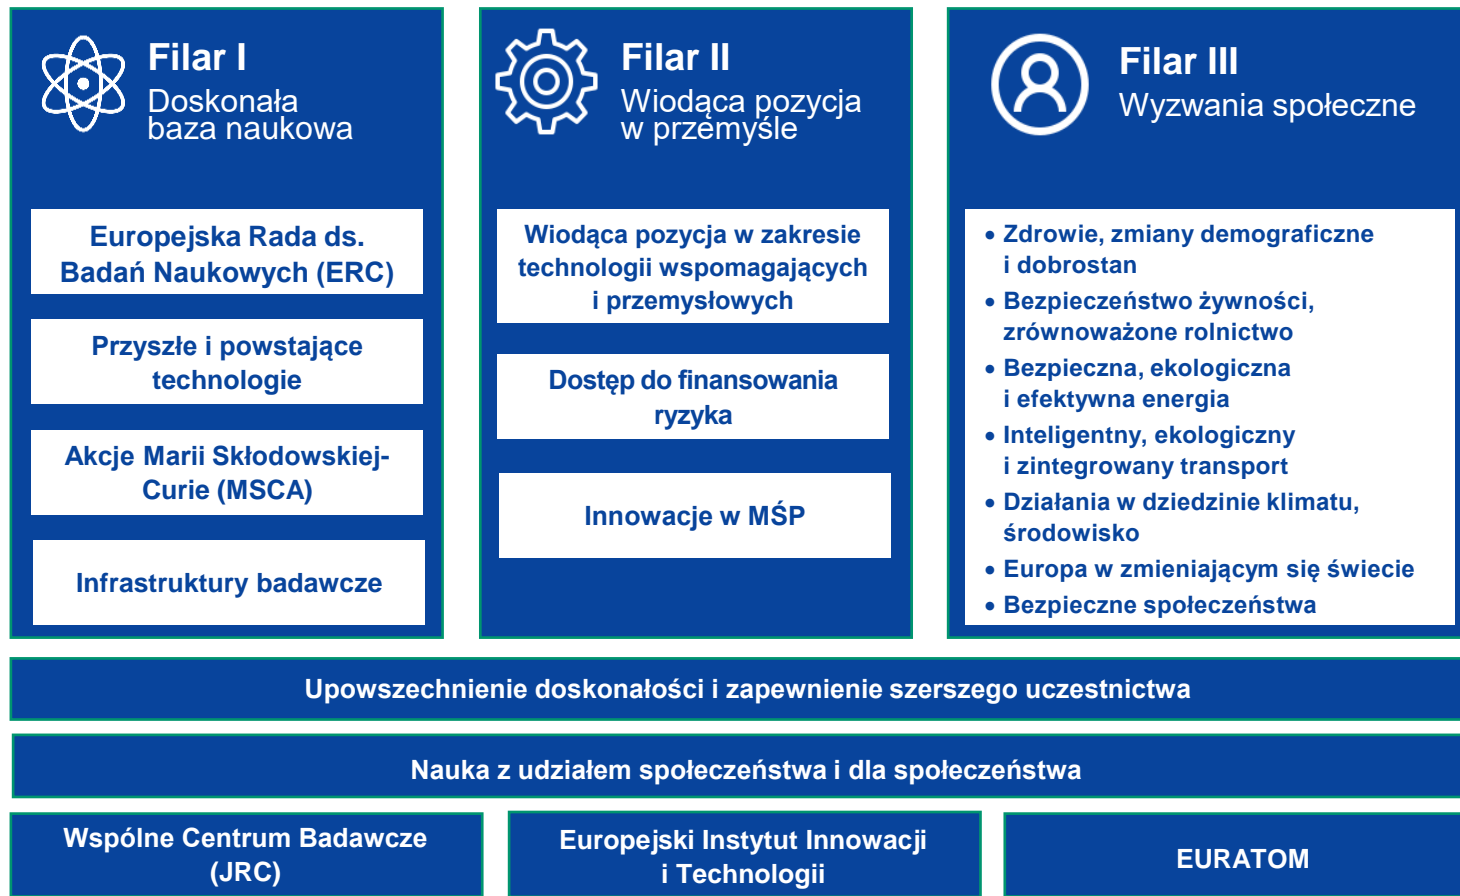 Filar I
Doskonała
baza naukowa
Europejska Rada ds.
Badań Naukowych (ERC)
Przyszłe i powstające
technologie
Akcje Marii Skłodowskiej-
Curie (MSCA)
Infrastruktury badawcze
Filar II
Wiodąca pozycja
w przemyśle
Wiodąca pozycja w zakresie
technologii wspomagających
i przemysłowych
Dostęp do finansowania
ryzyka
Innowacje w MŚP
Filar III
Wyzwania społeczne
• Zdrowie, zmiany demograficzne
i dobrostan
• Bezpieczeństwo żywności,
zrównoważone rolnictwo
• Bezpieczna, ekologiczna
i efektywna energia
• Inteligentny, ekologiczny
i zintegrowany transport
• Działania w dziedzinie klimatu,
środowisko
• Europa w zmieniającym się świecie
• Bezpieczne społeczeństwa
Upowszechnienie doskonałości i zapewnienie szerszego uczestnictwa
Nauka z udziałem społeczeństwa i dla społeczeństwa
Wspólne Centrum Badawcze
(JRC)
Europejski Instytut Innowacji
i Technologii
EURATOM